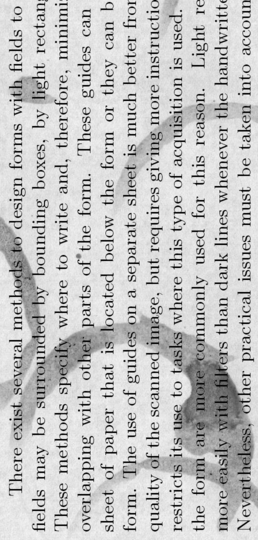 There exist several methods to design forms with fields to
fields may be surrounded by bounding boxes, by light rectang
These methods specify where to write and, therefore, minimi
overlapping with other parts of the form. These guides can
sheet of paper that is located below the form or they can b
form. The use of guides on a separate sheet is much better fror
quality of the scanned image, but requires giving more instructio
restricts its use to tasks where this type of acquisition is used.
the form are more commonly used for this reason. Light re
more easily with filters than dark lines whenever the handwritt
Nevertheless, other practical issues must be taken into accoun